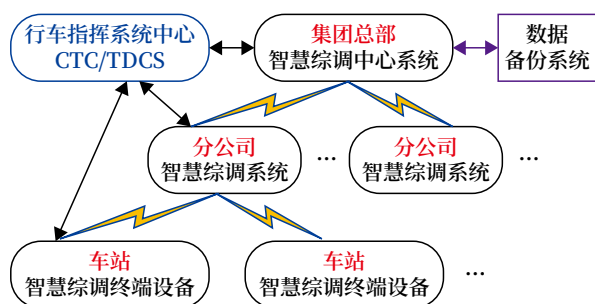 行车指挥系统中心
CTC/TDCS
集团总部
智慧综调中心系统
数据
备份系统
分公司
智慧综调系统
...
分公司
智慧综调系统
...
车站
智慧综调终端设备
车站
智慧综调终端设备
...